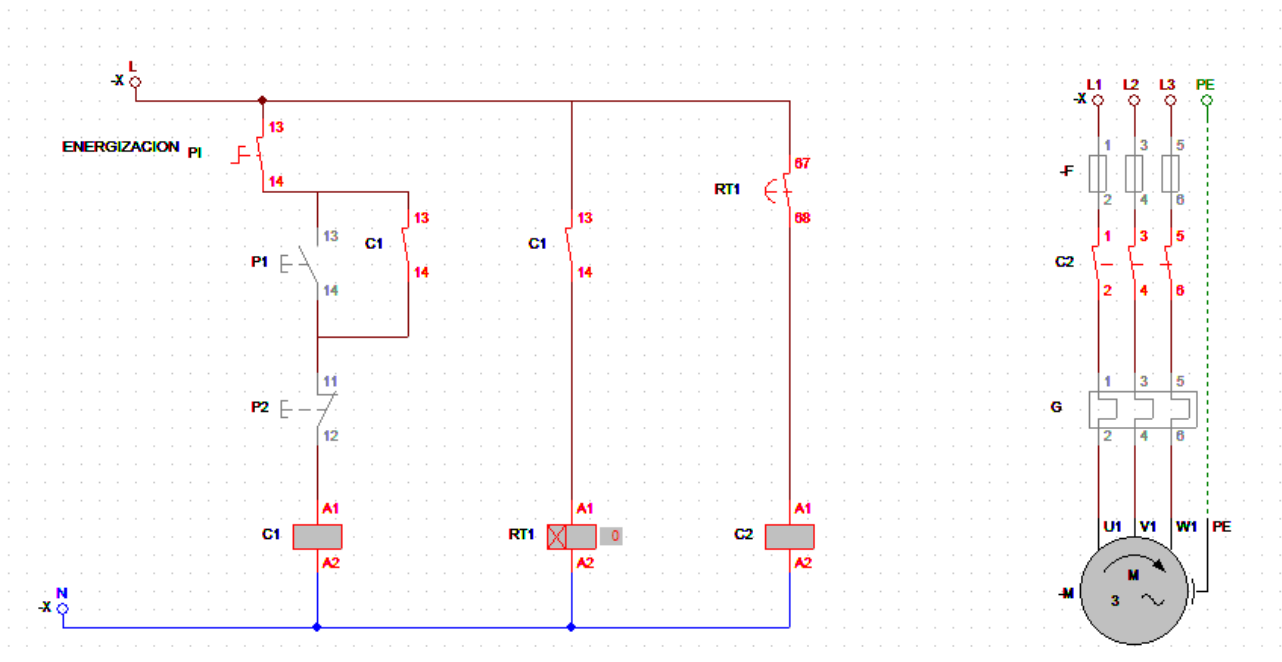 L
-X
13
ENERGIZACION PI
14
13
P1
14
13
C1
14
11
P2
12
A1
C1
A2
13
C1
14
A1
RT1 0
A2
67
RT1
68
A1
C2
A2
N
-X
L1 L2 L3 PE
-X
1 3 5
-F
2 4 6
1 3 5
C2
2 4 6
1 3 5
G
2 4 6
U1 V1 W1 PE
M
-M
3